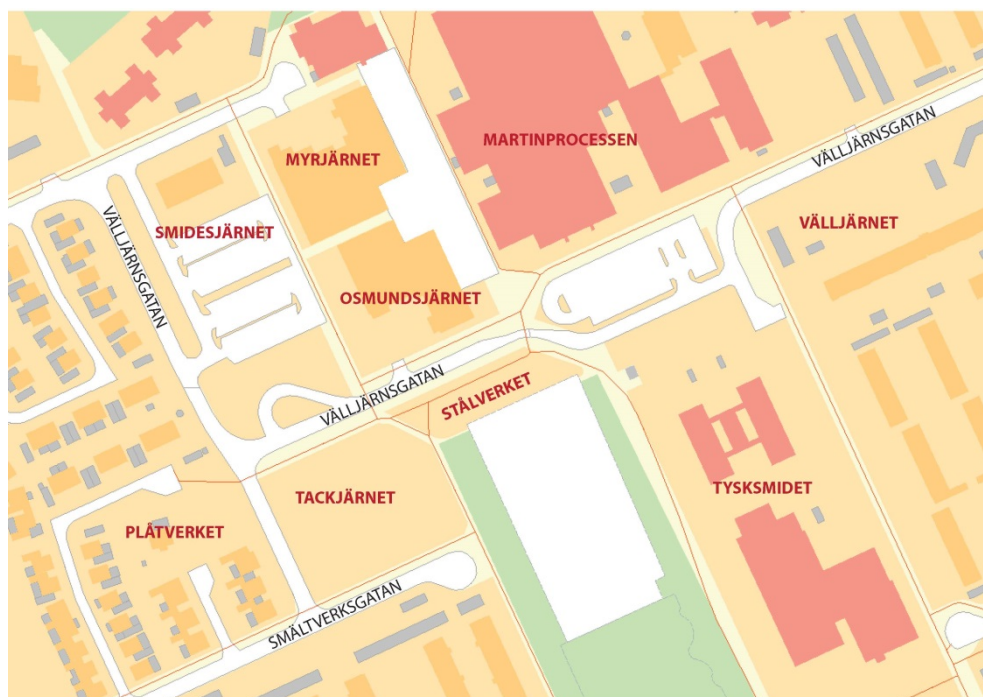 MARTINPROCESSEN
VÄLLJÄRNSGATAN
MYRJÄRNET
VÄLLJÄRNET
SMIDESJÄRNET
VÄLLJÄRNSGATAN
OSMUNDSJÄRNET
VÄLLJÄRNSGATAN
STÅLVERKET
TACKJÄRNET
TYSKSMIDET
PLÅTVERKET
SMÄLTVERKSGATAN